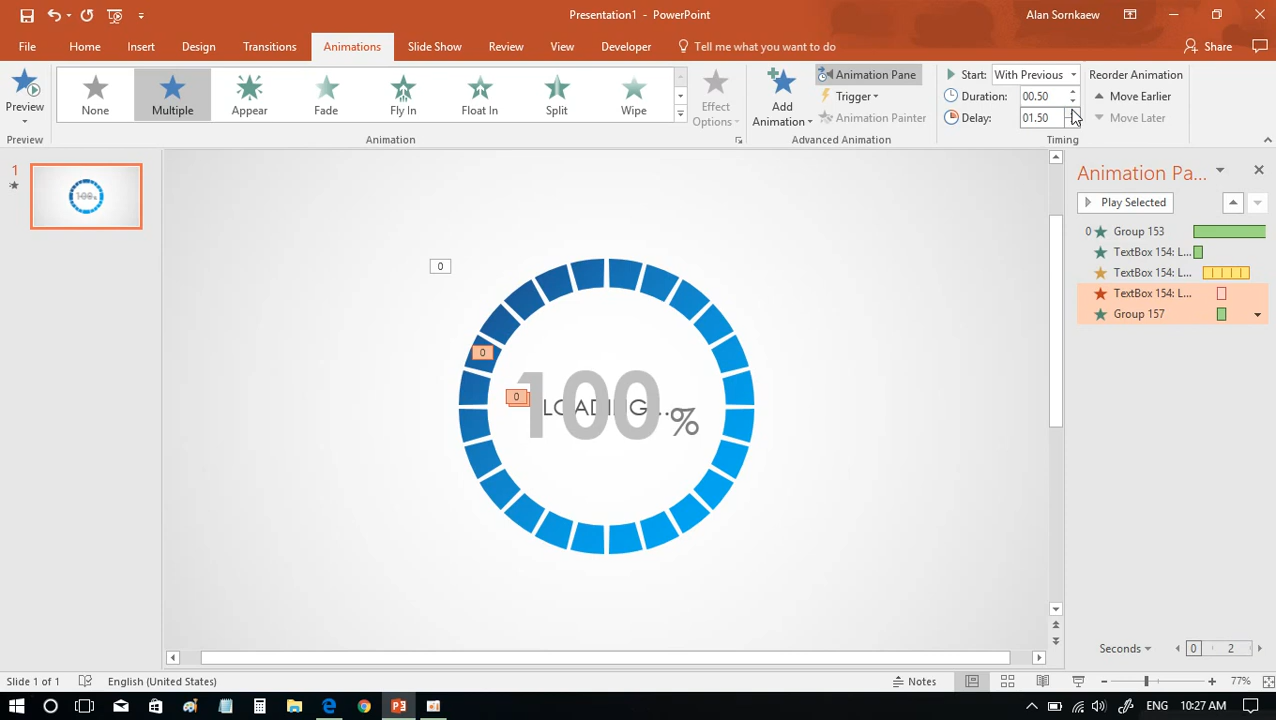 Presentation1 - PowerPoint
Alan Sornkaew
File
Home
Insert
Design
Transitions
Animations
Slide Show
Review
View
Developer
Tell me what you want to do
Share
Preview
Preview
None
Multiple
Appear
Fade
Fly In
Float In
Split
Wipe
Animation
Effect
Options
Add
Animation
Animation Pane
Trigger
Animation Painter
Advanced Animation
Start:
With Previous
Duration:
00.50
Delay:
01.50
Timing
Reorder Animation
Move Earlier
Move Later
1
100
Animation Pa...
Play Selected
0
Group 153
TextBox 154: L...
TextBox 154: L...
TextBox 154: L...
Group 157
0
0
0
100
%
LOADING...
Seconds
0
2
Slide 1 of 1
English (United States)
Notes
77%
ENG
10:27 AM